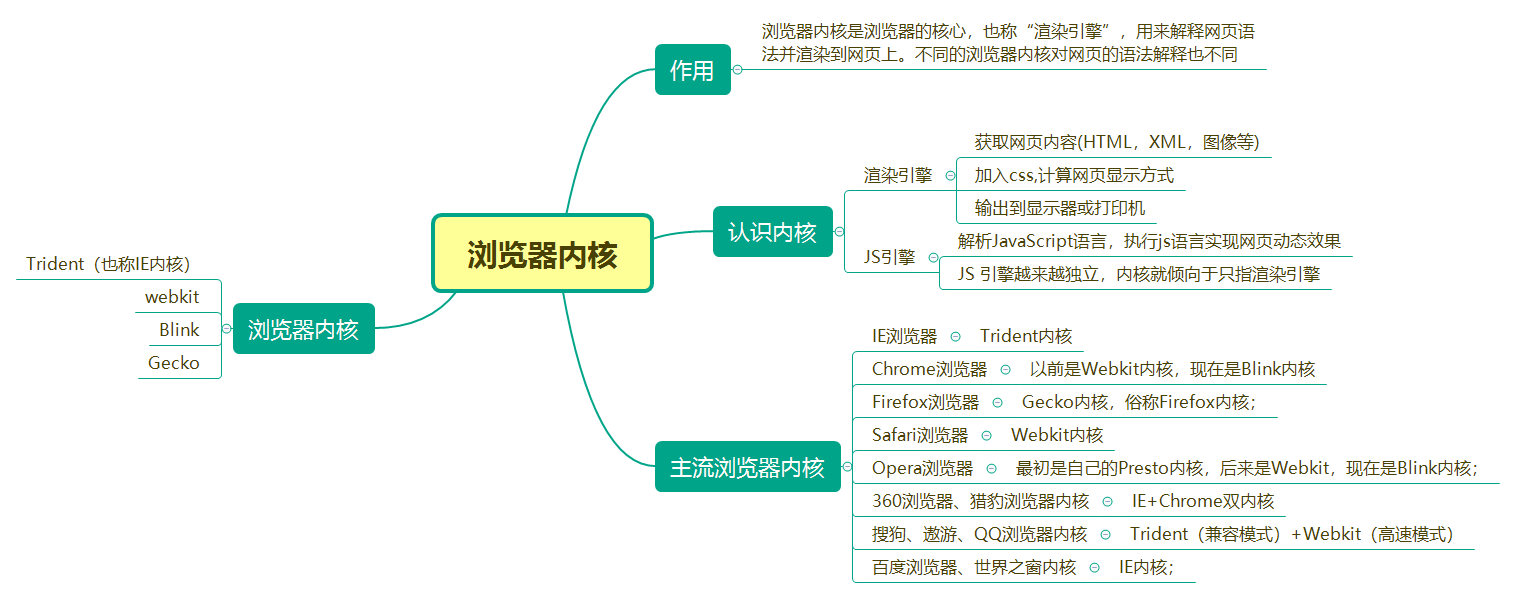 浏览器内核
作用
浏览器内核是浏览器的核心，也称“渲染引擎”，用来解释网页语
法并渲染到网页上。不同的浏览器内核对网页的语法解释也不同
认识内核
渲染引擎
获取网页内容(HTML，XML，图像等)
加入css,计算网页显示方式
输出到显示器或打印机
JS引擎
解析JavaScript语言，执行js语言实现网页动态效果
JS 引擎越来越独立，内核就倾向于只指渲染引擎
主流浏览器内核
IE浏览器 Trident内核
Chrome浏览器 以前是Webkit内核，现在是Blink内核
Firefox浏览器 Gecko内核，俗称Firefox内核；
Safari浏览器 Webkit内核
Opera浏览器 最初是自己的Presto内核，后来是Webkit，现在是Blink内核；
360浏览器、猎豹浏览器内核 IE+Chrome双内核
搜狗、遨游、QQ浏览器内核 Trident（兼容模式）+Webkit（高速模式）
百度浏览器、世界之窗内核 IE内核；
浏览器内核
Trident（也称IE内核）
webkit
Blink
Gecko